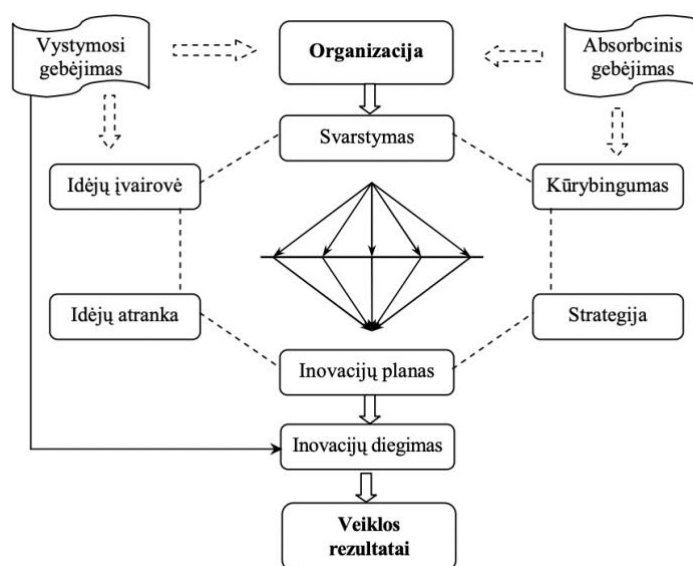 Vystymosi
gebėjimas
Organizacija
Absorbcinis
gebėjimas
Svarstymas
Idėjų įvairovė
Kūrybingumas
Idėjų atranka
Strategija
Inovacijų planas
Inovacijų diegimas
Veiklos
rezultatai